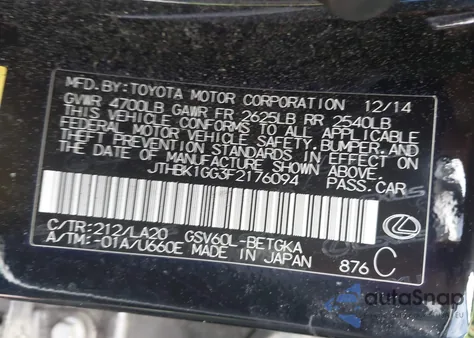 MFD.BY:TOYOTA MOTOR CORPORATION 12/14
GVWR 4700LB GAWR FR 2625LB RR 2540LB
THIS VEHICLE CONFORMS TO ALL APPLICABLE
FEDERAL MOTOR VEHICLE SAFETY,BUMPER,AND
THEFT PREVENTION STANDARDS IN EFFECT ON
THE DATE OF MANUFACTURE SHOWN ABOVE.
JTHBK1GG3F2176094 PASS.CAR
C/TR:212/LA20 GSV60L-BETGKA
A/TM:-01A/U660E MADE IN JAPAN 876 C
autoSnap
EU